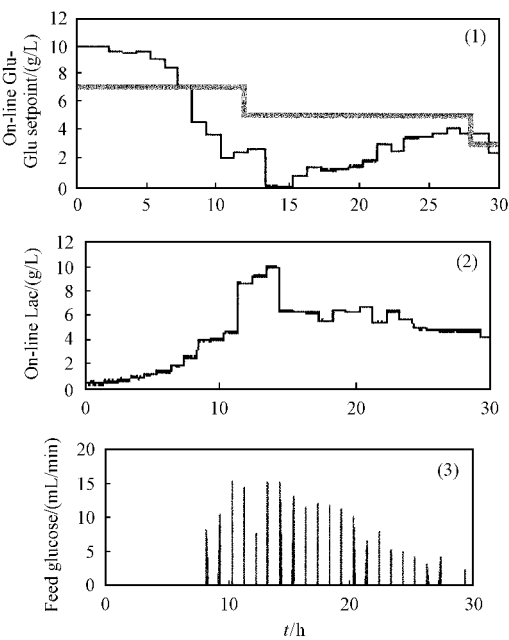 On-line Glu-
Glu setpoint/(g/L)
12
10
8
6
4
2
0
(1)
0 5 10 15 20 25 30
On-line Lac/(g/L)
12
10
8
6
4
2
0
(2)
0 10 20 30
Feed glucose/(mL/min)
20
15
10
5
0
(3)
0 10 20 30
t/h